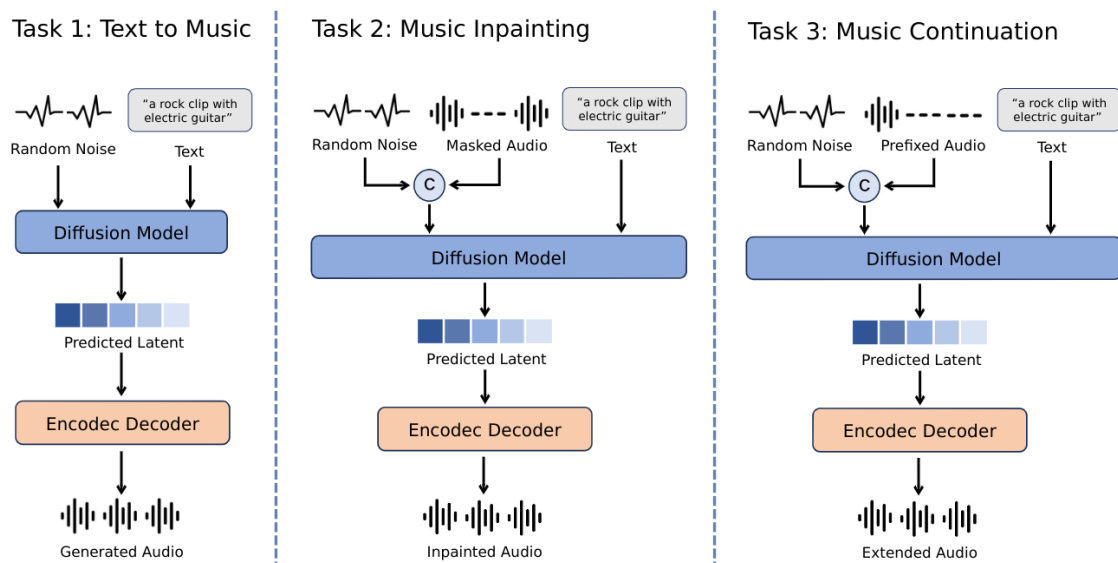 Task 1: Text to Music
“a rock clip with
electric guitar”
Random Noise
Text
Diffusion Model
Predicted Latent
Encodec Decoder
Generated Audio
Task 2: Music Inpainting
“a rock clip with
electric guitar”
Random Noise
Masked Audio
Text
C
Diffusion Model
Predicted Latent
Encodec Decoder
Inpainted Audio
Task 3: Music Continuation
“a rock clip with
electric guitar”
Random Noise
Prefixed Audio
Text
C
Diffusion Model
Predicted Latent
Encodec Decoder
Extended Audio